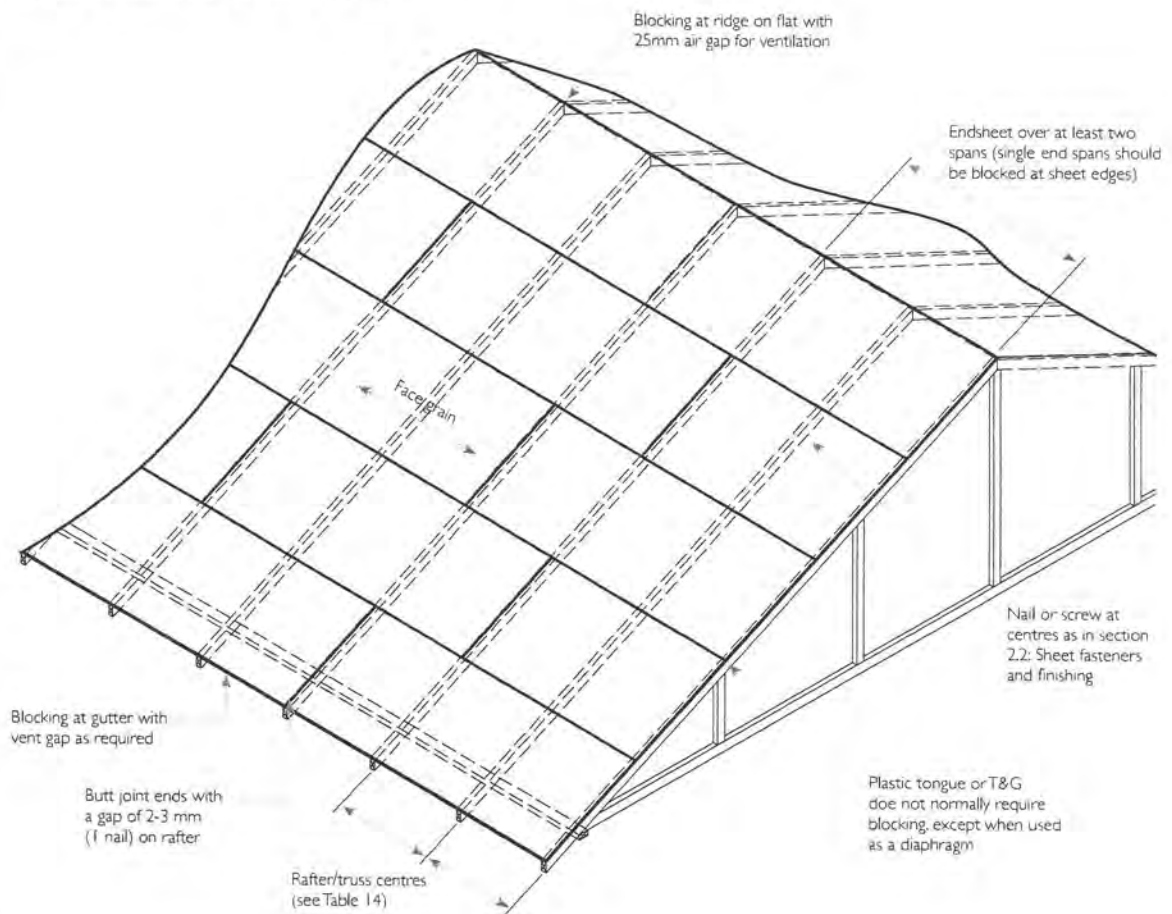 Blocking at ridge on flat with
25mm air gap for ventilation
Endsheet over at least two
spans (single end spans should
be blocked at sheet edges)
Face grain
Nail or screw at
centres as in section
2.2: Sheet fasteners
and finishing
Blocking at gutter with
vent gap as required
Butt joint ends with
a gap of 2-3 mm
(1 nail) on rafter
Plastic tongue or T&G
doe not normally require
blocking, except when used
as a diaphragm
Rafter/truss centres
(see Table 14)